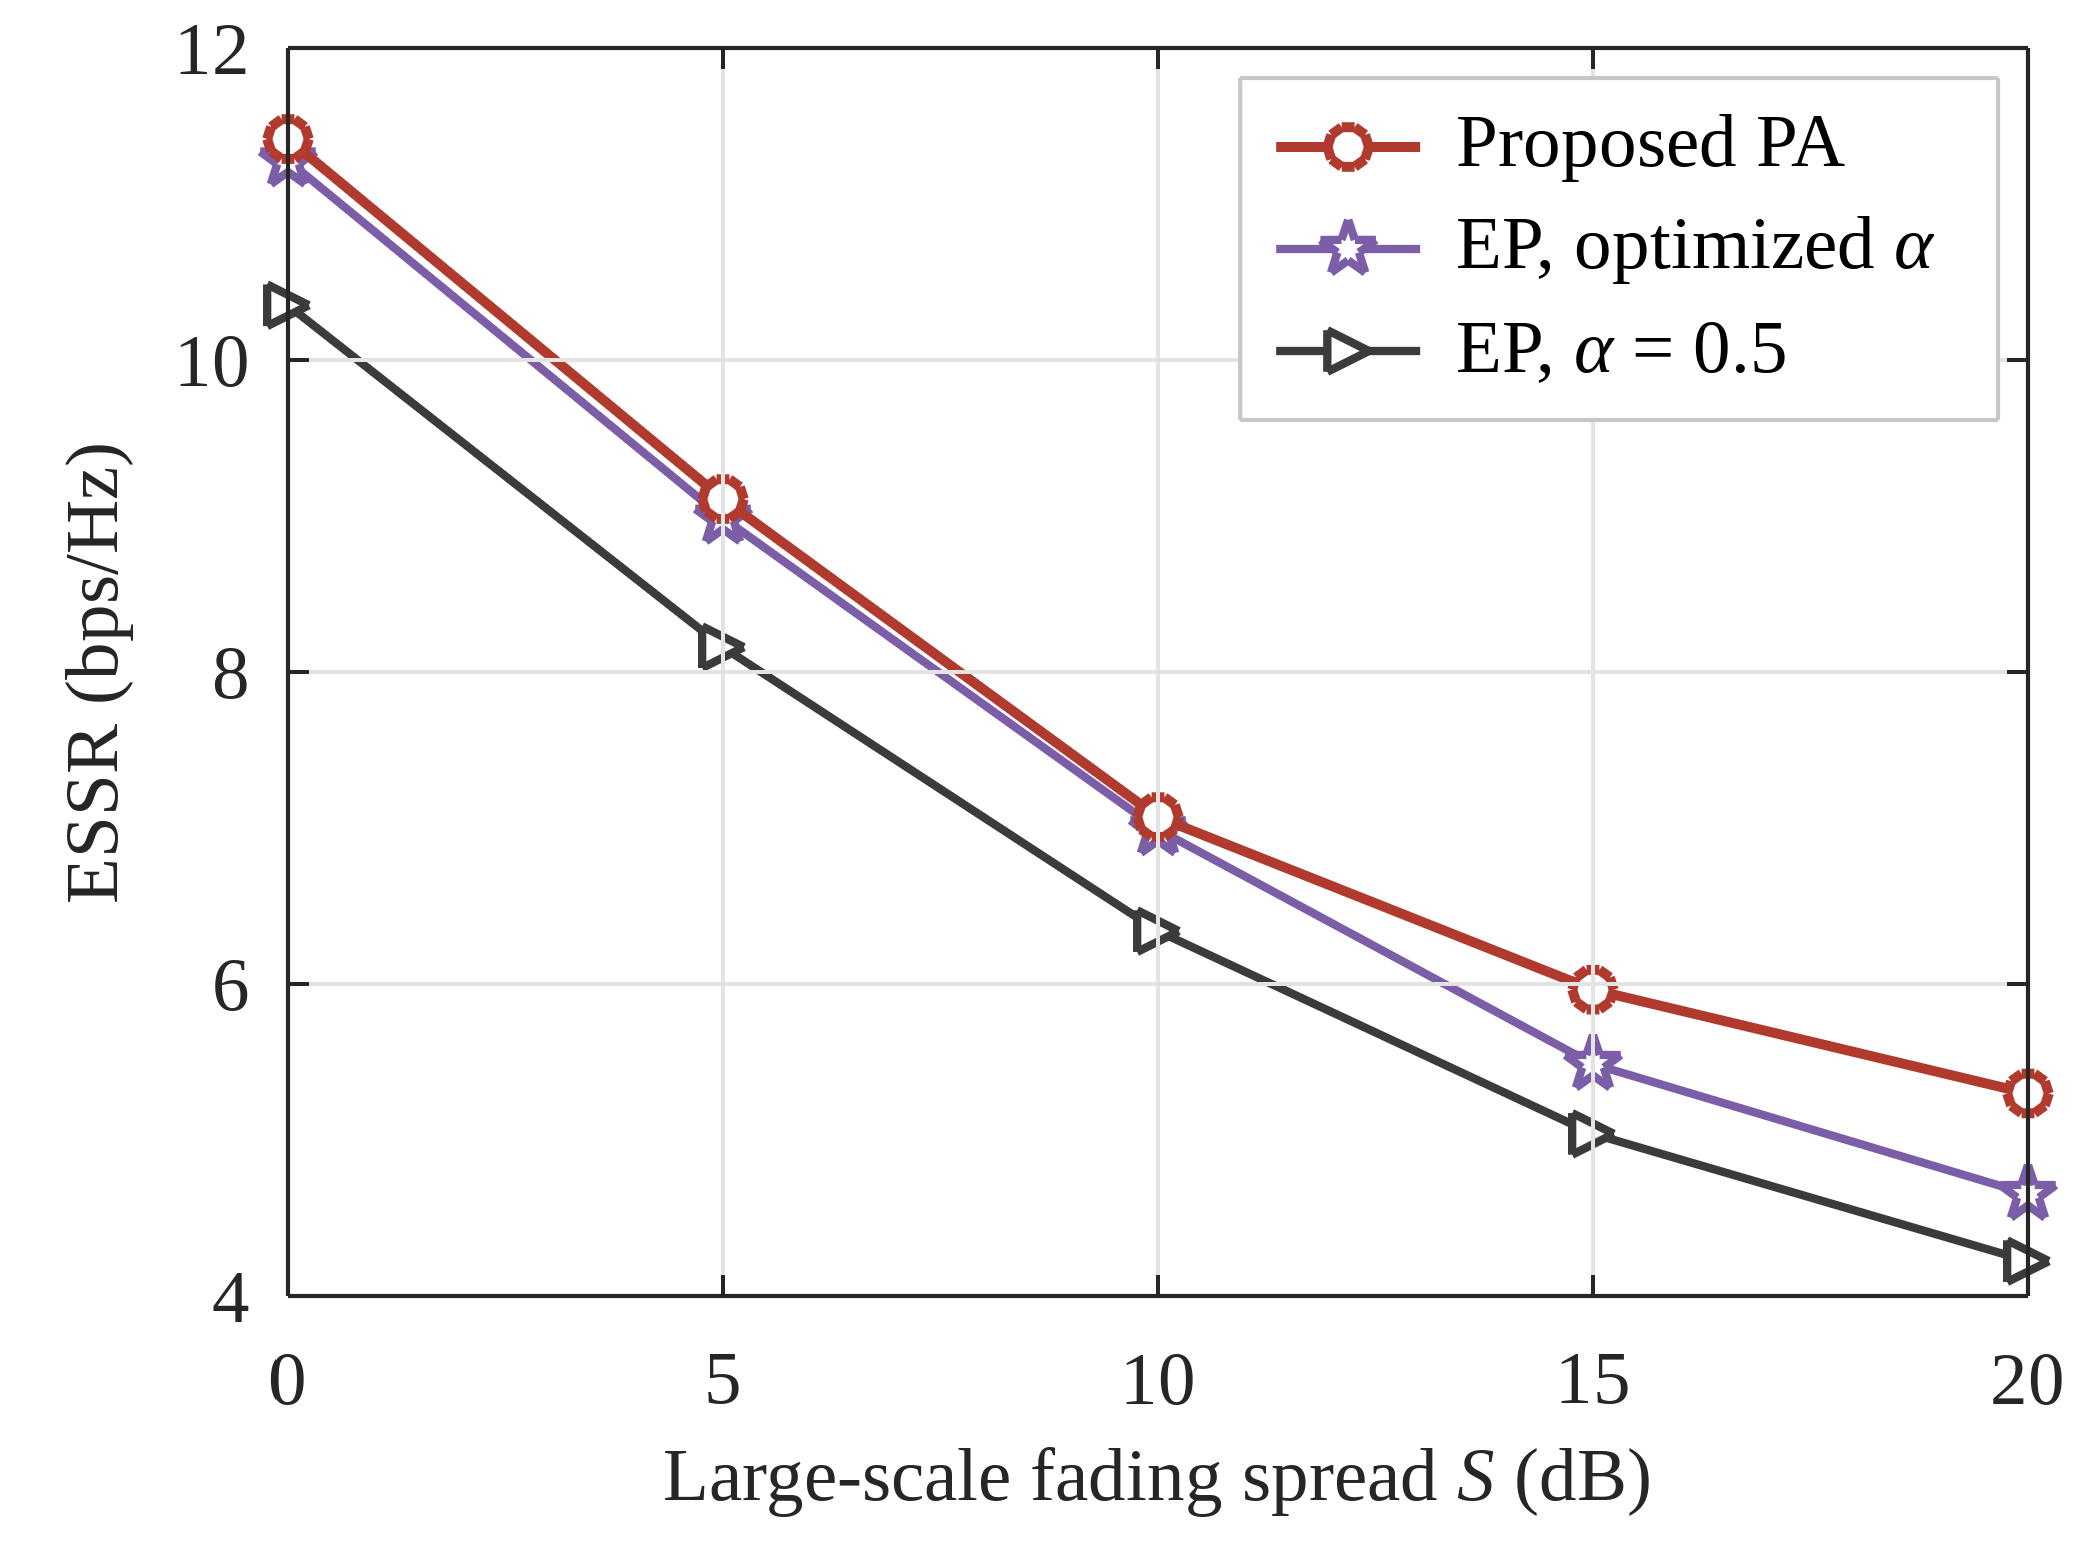 12
10
8
6
4
ESSR (bps/Hz)
Proposed PA
EP, optimized α
EP, α = 0.5
0 5 10 15 20
Large-scale fading spread S (dB)